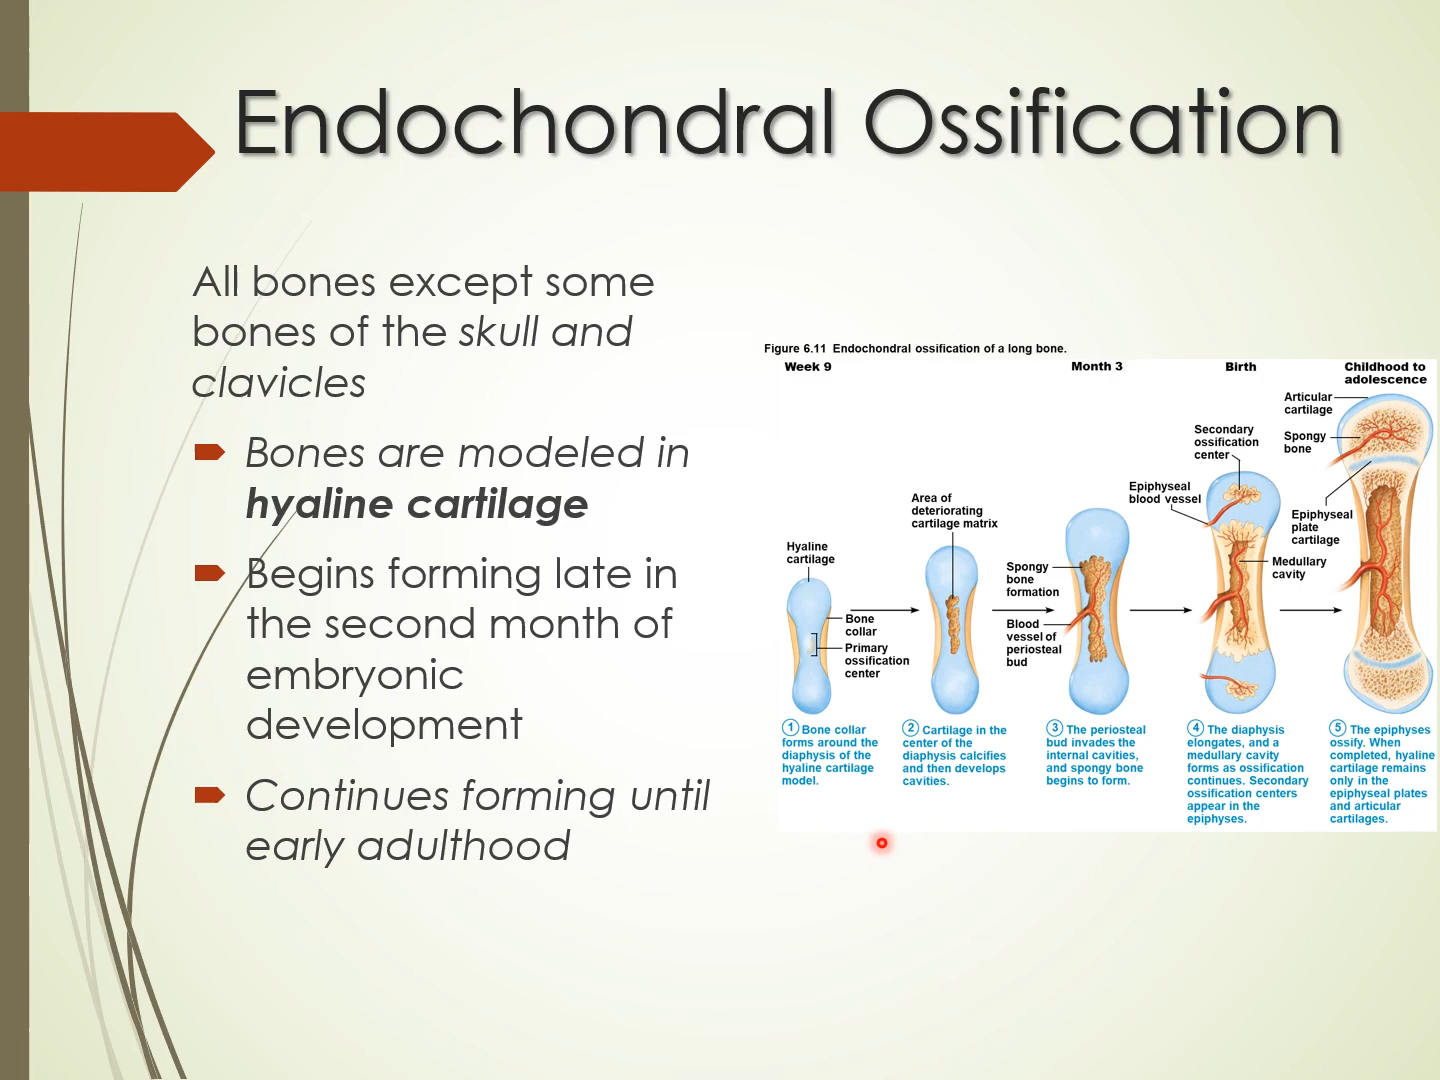 Endochondral Ossification
All bones except some
bones of the skull and
clavicles
Bones are modeled in
hyaline cartilage
Begins forming late in
the second month of
embryonic
development
Continues forming until
early adulthood
Figure 6.11 Endochondral ossification of a long bone.
Week 9
Month 3
Birth
Childhood to
adolescence
Hyaline
cartilage
Bone
collar
Primary
ossification
center
Area of
deteriorating
cartilage matrix
Spongy
bone
formation
Blood
vessel of
periosteal
bud
Secondary
ossification
center
Epiphyseal
blood vessel
Medullary
cavity
Articular
cartilage
Spongy
bone
Epiphyseal
plate
cartilage
1 Bone collar
forms around the
diaphysis of the
hyaline cartilage
model.
2 Cartilage in the
center of the
diaphysis calcifies
and then develops
cavities.
3 The periosteal
bud invades the
internal cavities,
and spongy bone
begins to form.
4 The diaphysis
elongates, and a
medullary cavity
forms as ossification
continues. Secondary
ossification centers
appear in the
epiphyses.
5 The epiphyses
ossify. When
completed, hyaline
cartilage remains
only in the
epiphyseal plates
and articular
cartilages.